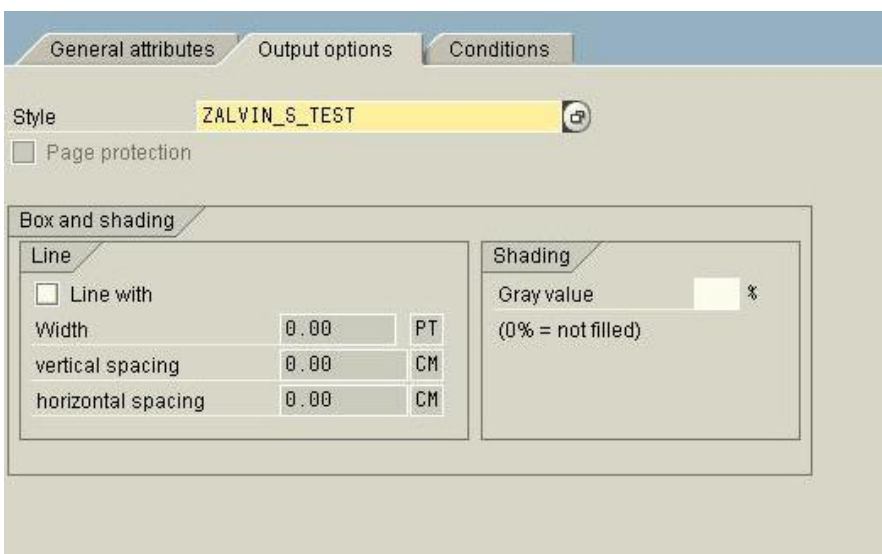 General attributes Output options Conditions
Style ZALVIN_S_TEST
Page protection
Box and shading
Line
Line with
Width 0.00 PT
vertical spacing 0.00 CM
horizontal spacing 0.00 CM
Shading
Gray value %
(0% = not filled)